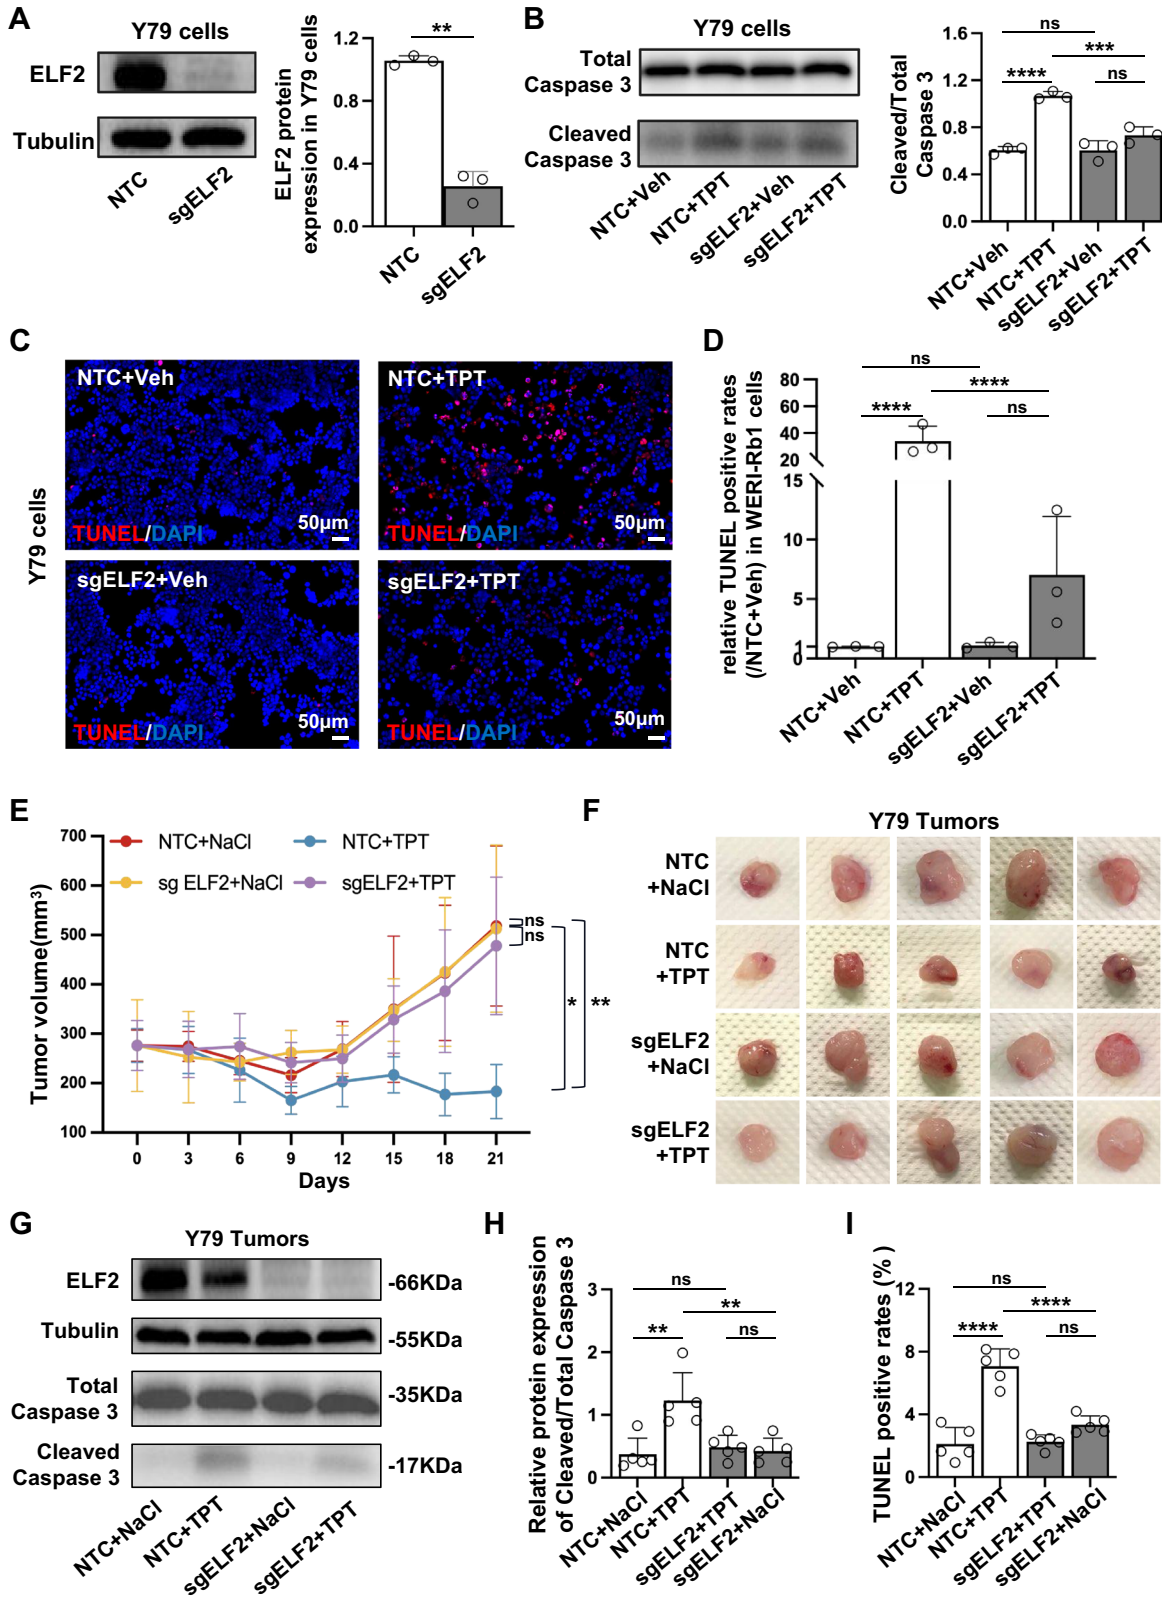 A
Y79 cells
ELF2
Tubulin
NTC
sgELF2
ELF2 protein
expression in Y79 cells
1.2
0.8
0.4
0.0
**
NTC
sgELF2
B
Y79 cells
Total
Caspase 3
Cleaved
Caspase 3
NTC+Veh
NTC+TPT
sgELF2+Veh
sgELF2+TPT
Cleaved/Total
Caspase 3
1.6
1.2
0.8
0.4
0.0
ns
***
****
ns
NTC+Veh
NTC+TPT
sgELF2+Veh
sgELF2+TPT
C
Y79 cells
NTC+Veh
TUNEL/DAPI
50μm
NTC+TPT
TUNEL/DAPI
50μm
sgELF2+Veh
TUNEL/DAPI
50μm
sgELF2+TPT
TUNEL/DAPI
50μm
D
relative TUNEL positive rates
(/NTC+Veh) in WERI-Rb1 cells
80
60
40
20
15
10
5
1
0
ns
****
****
ns
NTC+Veh
NTC+TPT
sgELF2+Veh
sgELF2+TPT
E
Tumor volume(mm³)
700
600
500
400
300
200
100
NTC+NaCl
NTC+TPT
sg ELF2+NaCl
sgELF2+TPT
ns
ns
*
**
0
3
6
9
12
15
18
21
Days
F
Y79 Tumors
NTC
+NaCl
NTC
+TPT
sgELF2
+NaCl
sgELF2
+TPT
G
Y79 Tumors
ELF2
-66KDa
Tubulin
-55KDa
Total
Caspase 3
-35KDa
Cleaved
Caspase 3
-17KDa
NTC+NaCl
NTC+TPT
sgELF2+NaCl
sgELF2+TPT
H
Relative protein expression
of Cleaved/Total Caspase 3
3
2
1
0
ns
**
**
ns
NTC+NaCl
NTC+TPT
sgELF2+TPT
sgELF2+NaCl
I
TUNEL positive rates (%)
12
8
4
0
ns
****
****
ns
NTC+NaCl
NTC+TPT
sgELF2+TPT
sgELF2+NaCl